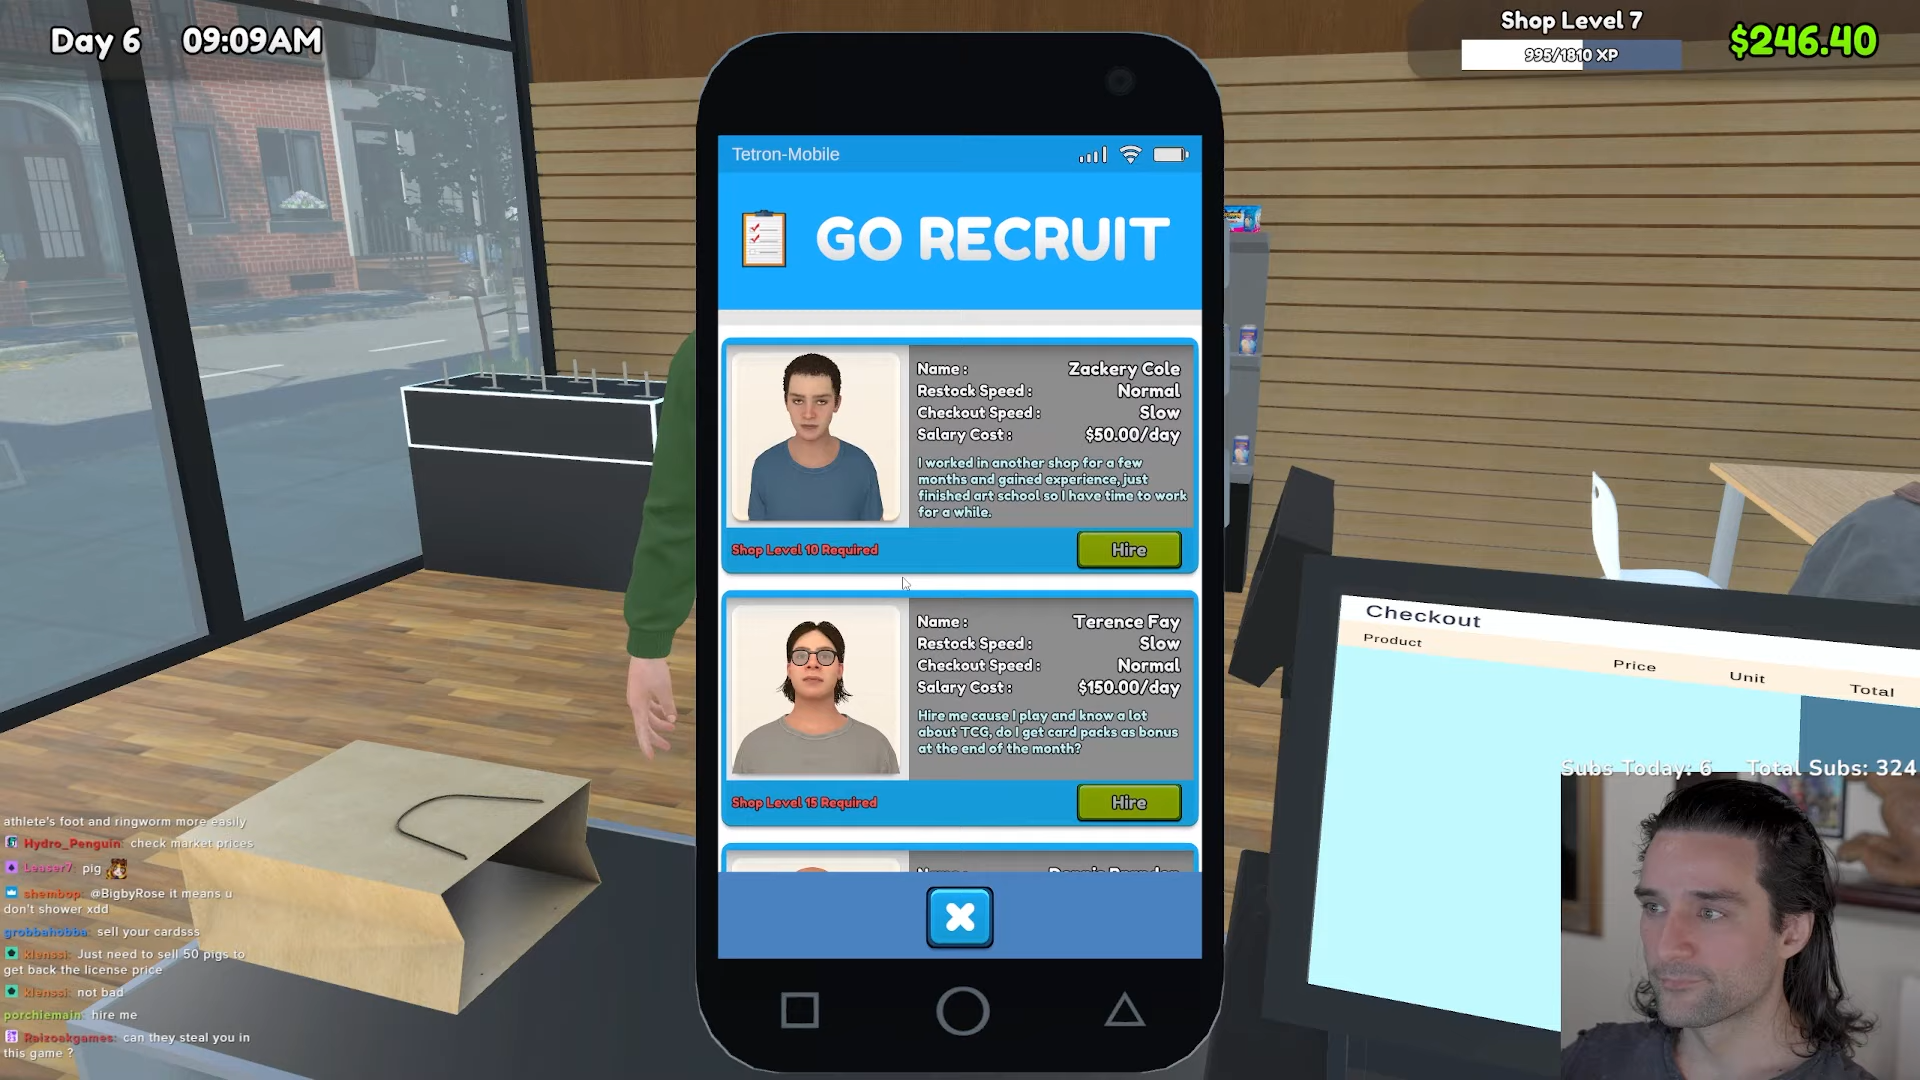 Day 6 09:09AM
Shop Level 7
995/1810 XP
$246.40
Tetron-Mobile
GO RECRUIT
Name : Zackery Cole
Restock Speed : Normal
Checkout Speed : Slow
Salary Cost : $50.00/day
I worked in another shop for a few
months and gained experience, just
finished art school so I have time to work
for a while.
Shop Level 10 Required
Hire
Name : Terence Fay
Restock Speed : Slow
Checkout Speed : Normal
Salary Cost : $150.00/day
Hire me cause I play and know a lot
about TCG, do I get card packs as bonus
at the end of the month?
Shop Level 15 Required
Hire
Checkout
Product Price Unit Total
Subs Today: 6 Total Subs: 324
athlete's foot and ringworm more easily
Hydro_Penguin: check market prices
Leaser7: pig
shembop: @BigbyRose it means u
don't shower xdd
grobbahobba: sell your cardsss
klenssi: Just need to sell 50 pigs to
get back the license price
klenssi: not bad
porchiemain: hire me
Raizoakgames: can they steal you in
this game ?